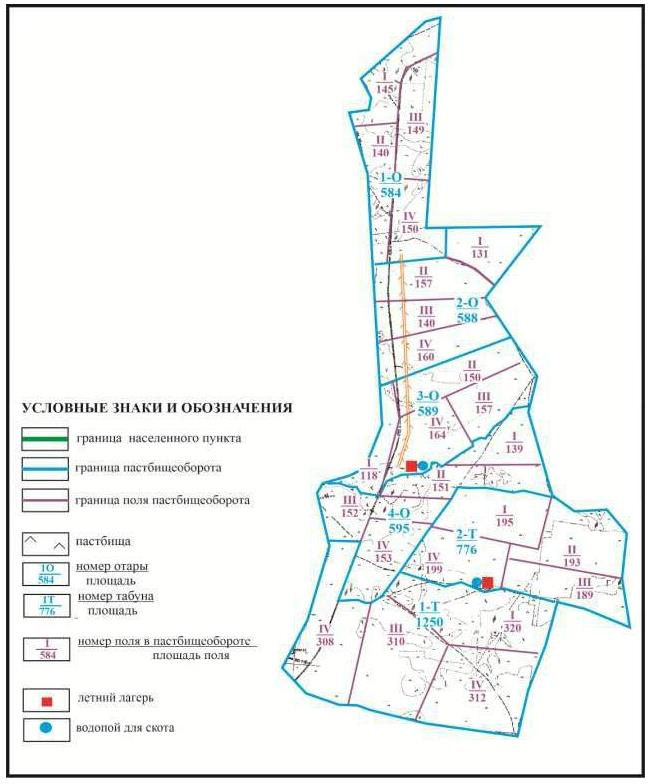 I
145
III
149
II
140
1-О
584
IV
150
I
131
II
157
2-О
588
III
140
IV
160
II
150
3-О
589
III
157
IV
164
I
139
I
118
II
151
III
152
4-О
595
I
195
2-Т
776
IV
153
IV
199
II
193
III
189
1-Т
1250
I
320
IV
308
III
310
IV
312
УСЛОВНЫЕ ЗНАКИ И ОБОЗНАЧЕНИЯ
граница населенного пункта
граница пастбищеоборота
граница поля пастбищеоборота
пастбища
1О
584
номер отары
площадь
1Т
776
номер табуна
площадь
I
584
номер поля в пастбищеобороте
площадь поля
летний лагерь
водопой для скота